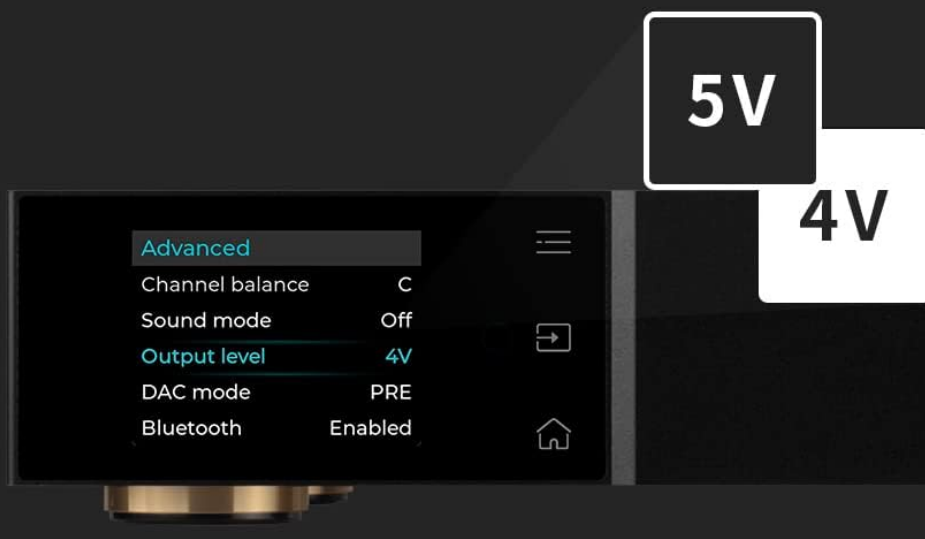 5V
4V
Advanced
Channel balance C
Sound mode Off
Output level 4V
DAC mode PRE
Bluetooth Enabled